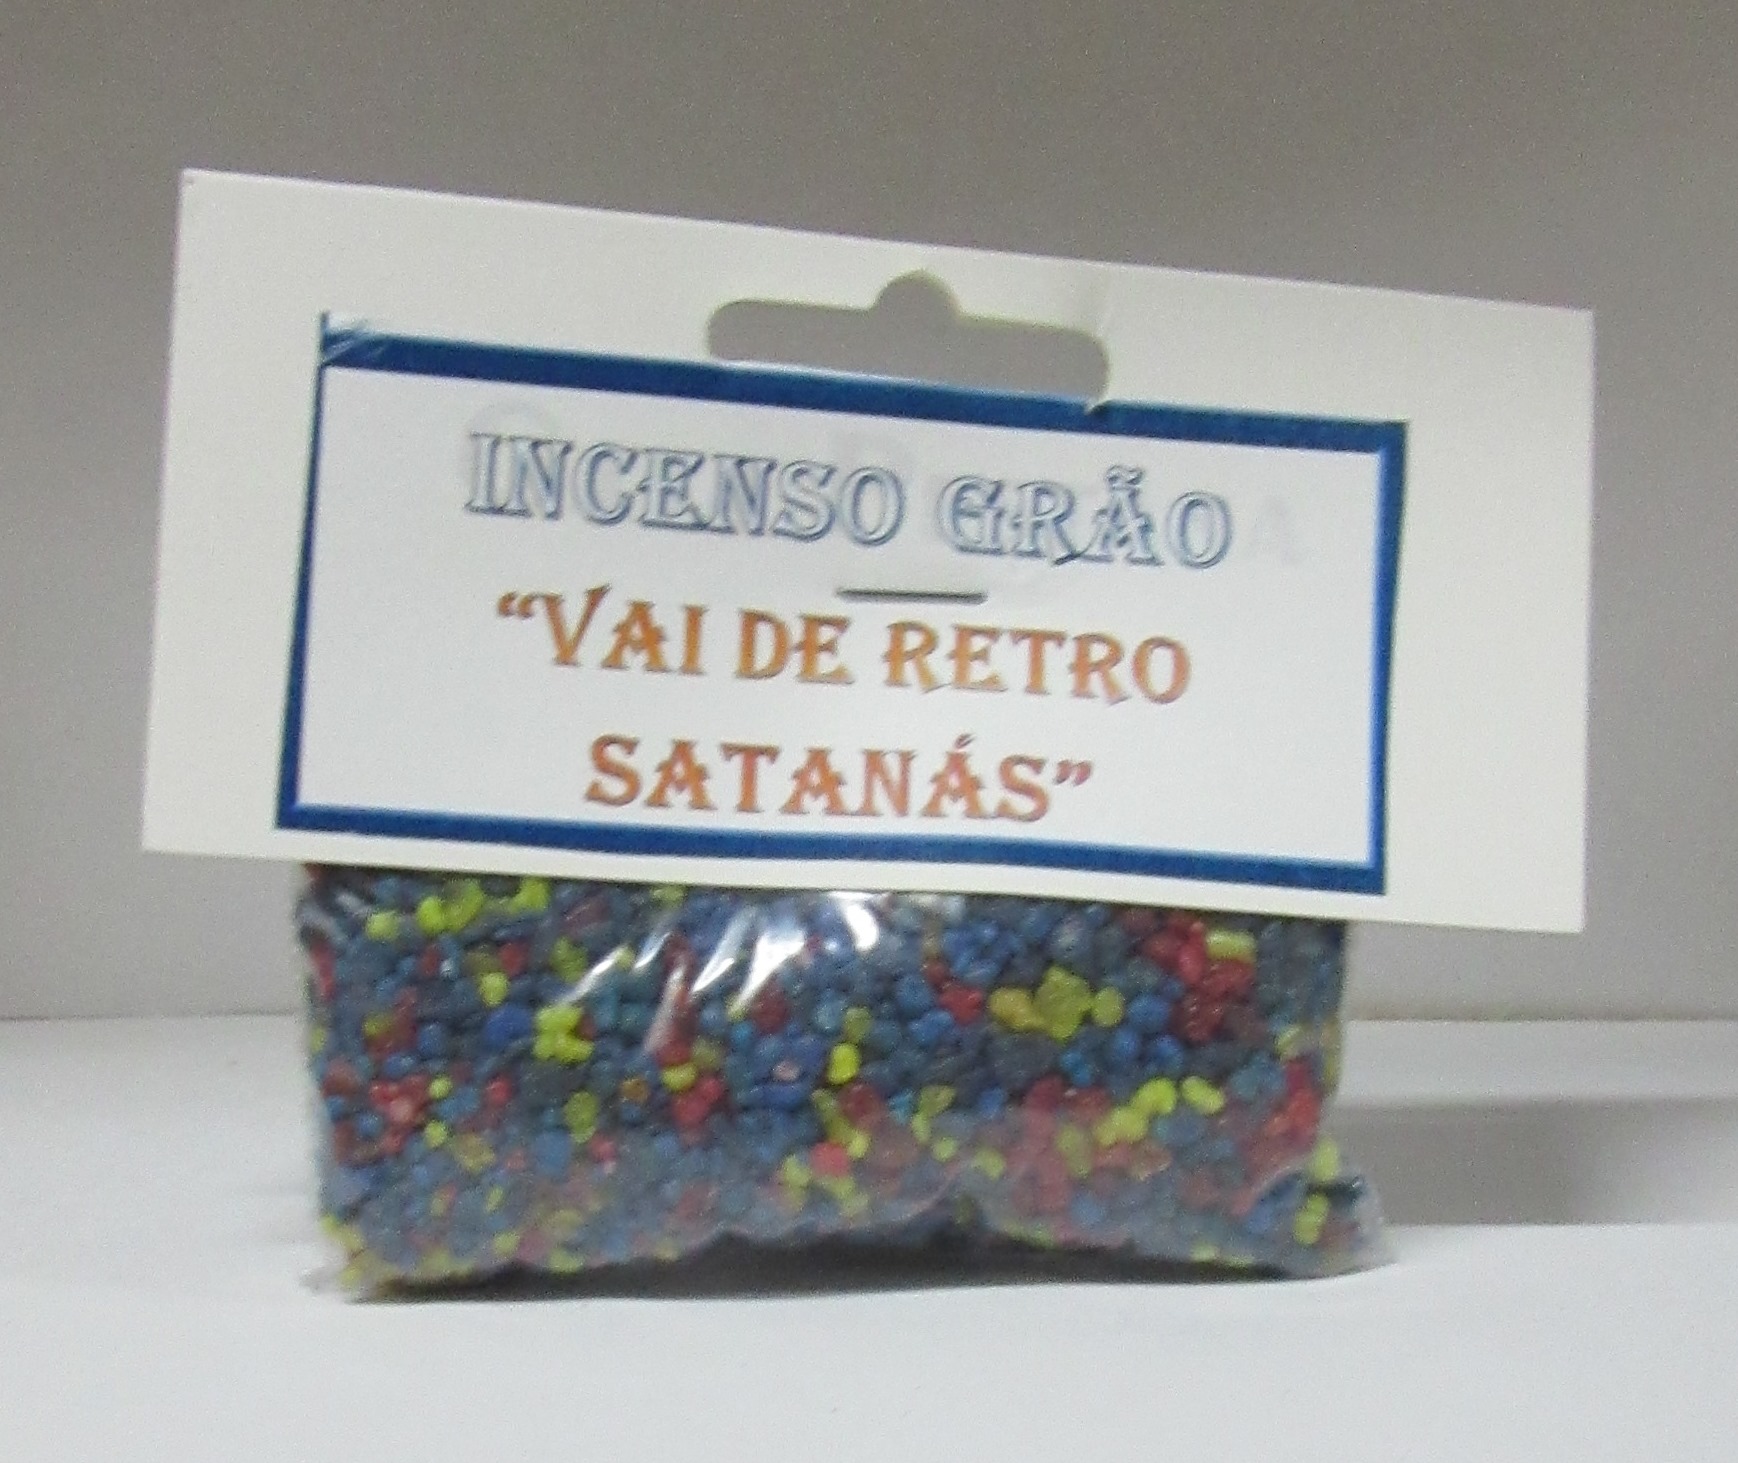 INCENSO GRÃO
“VAI DE RETRO
SATANÁS”